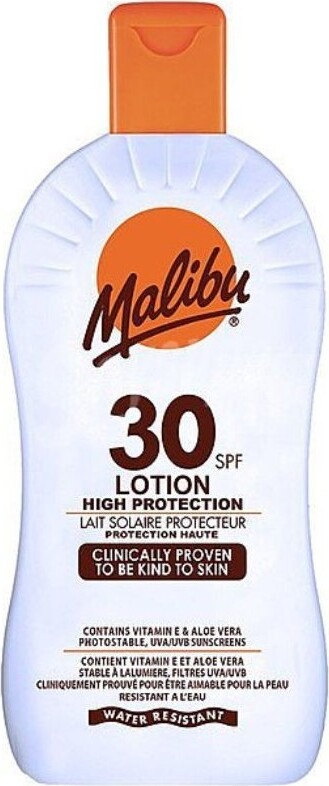 Malibu®
30 SPF
LOTION
HIGH PROTECTION
LAIT SOLAIRE PROTECTEUR
PROTECTION HAUTE
CLINICALLY PROVEN
TO BE KIND TO SKIN
CONTAINS VITAMIN E & ALOE VERA
PHOTOSTABLE, UVA/UVB SUNSCREENS
CONTIENT VITAMIN E ET ALOE VERA
STABLE À LALUMIERE, FILTRES UVA/UVB
CLINIQUEMENT PROUVÉ POUR ÊTRE AIMABLE POUR LA PEAU
RESISTANT A L'EAU
WATER RESISTANT